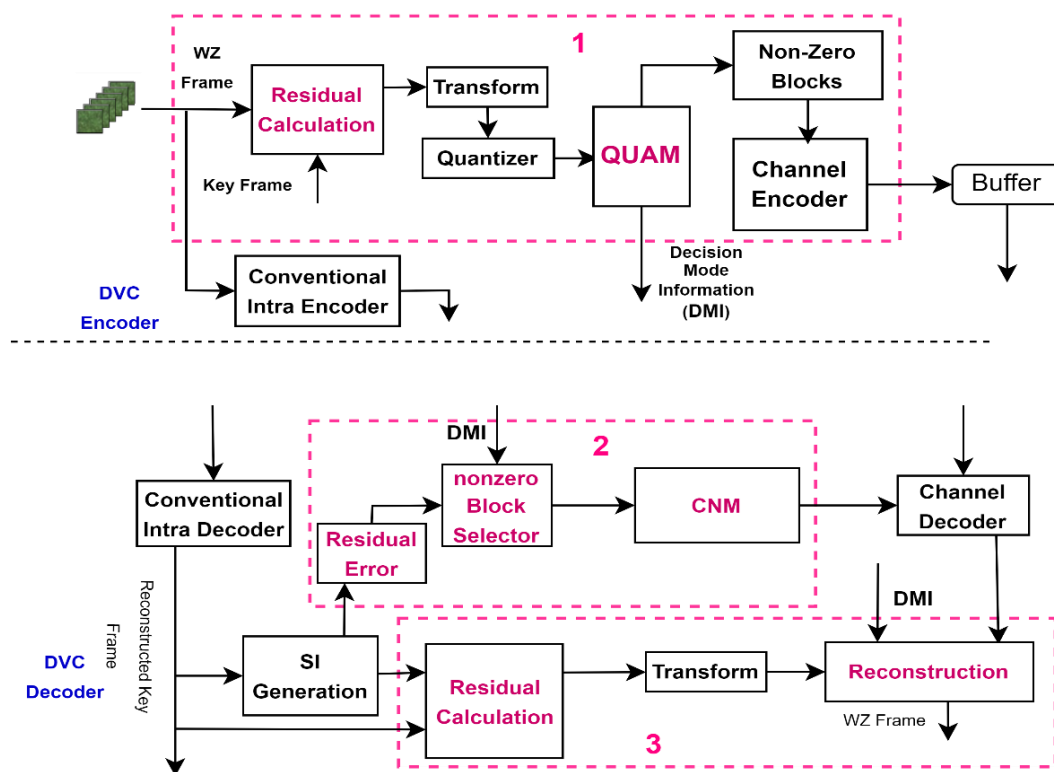 1
WZ
Frame
Residual
Calculation
Key Frame
Transform
Quantizer
QUAM
Non-Zero
Blocks
Channel
Encoder
Buffer
Decision
Mode
Information
(DMI)
Conventional
Intra Encoder
DVC
Encoder
DMI
2
Conventional
Intra Decoder
Residual
Error
nonzero
Block
Selector
CNM
Channel
Decoder
DMI
Reconstructed Key
Frame
DVC
Decoder
SI
Generation
Residual
Calculation
Transform
Reconstruction
WZ Frame
3